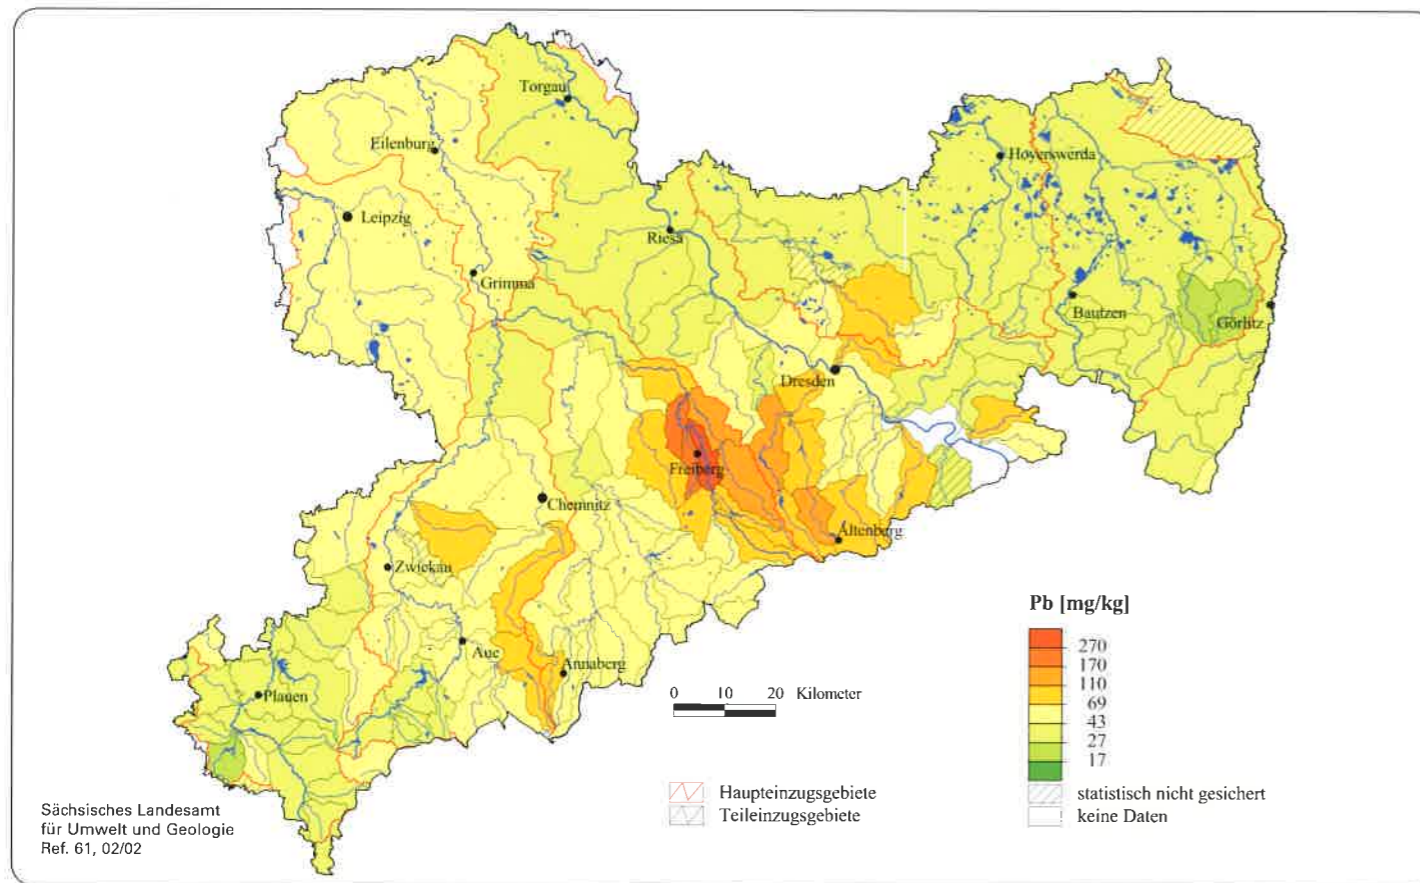 Torgau
Eilenburg
Hoyerswerda
Leipzig
Riesa
Grimma
Bautzen
Görlitz
Dresden
Freiberg
Chemnitz
Altenberg
Zwickau
Aue
Annaberg
Plauen
Pb [mg/kg]
270
170
110
69
43
27
17
statistisch nicht gesichert
keine Daten
0 10 20 Kilometer
Haupteinzugsgebiete
Teileinzugsgebiete
Sächsisches Landesamt
für Umwelt und Geologie
Ref. 61, 02/02